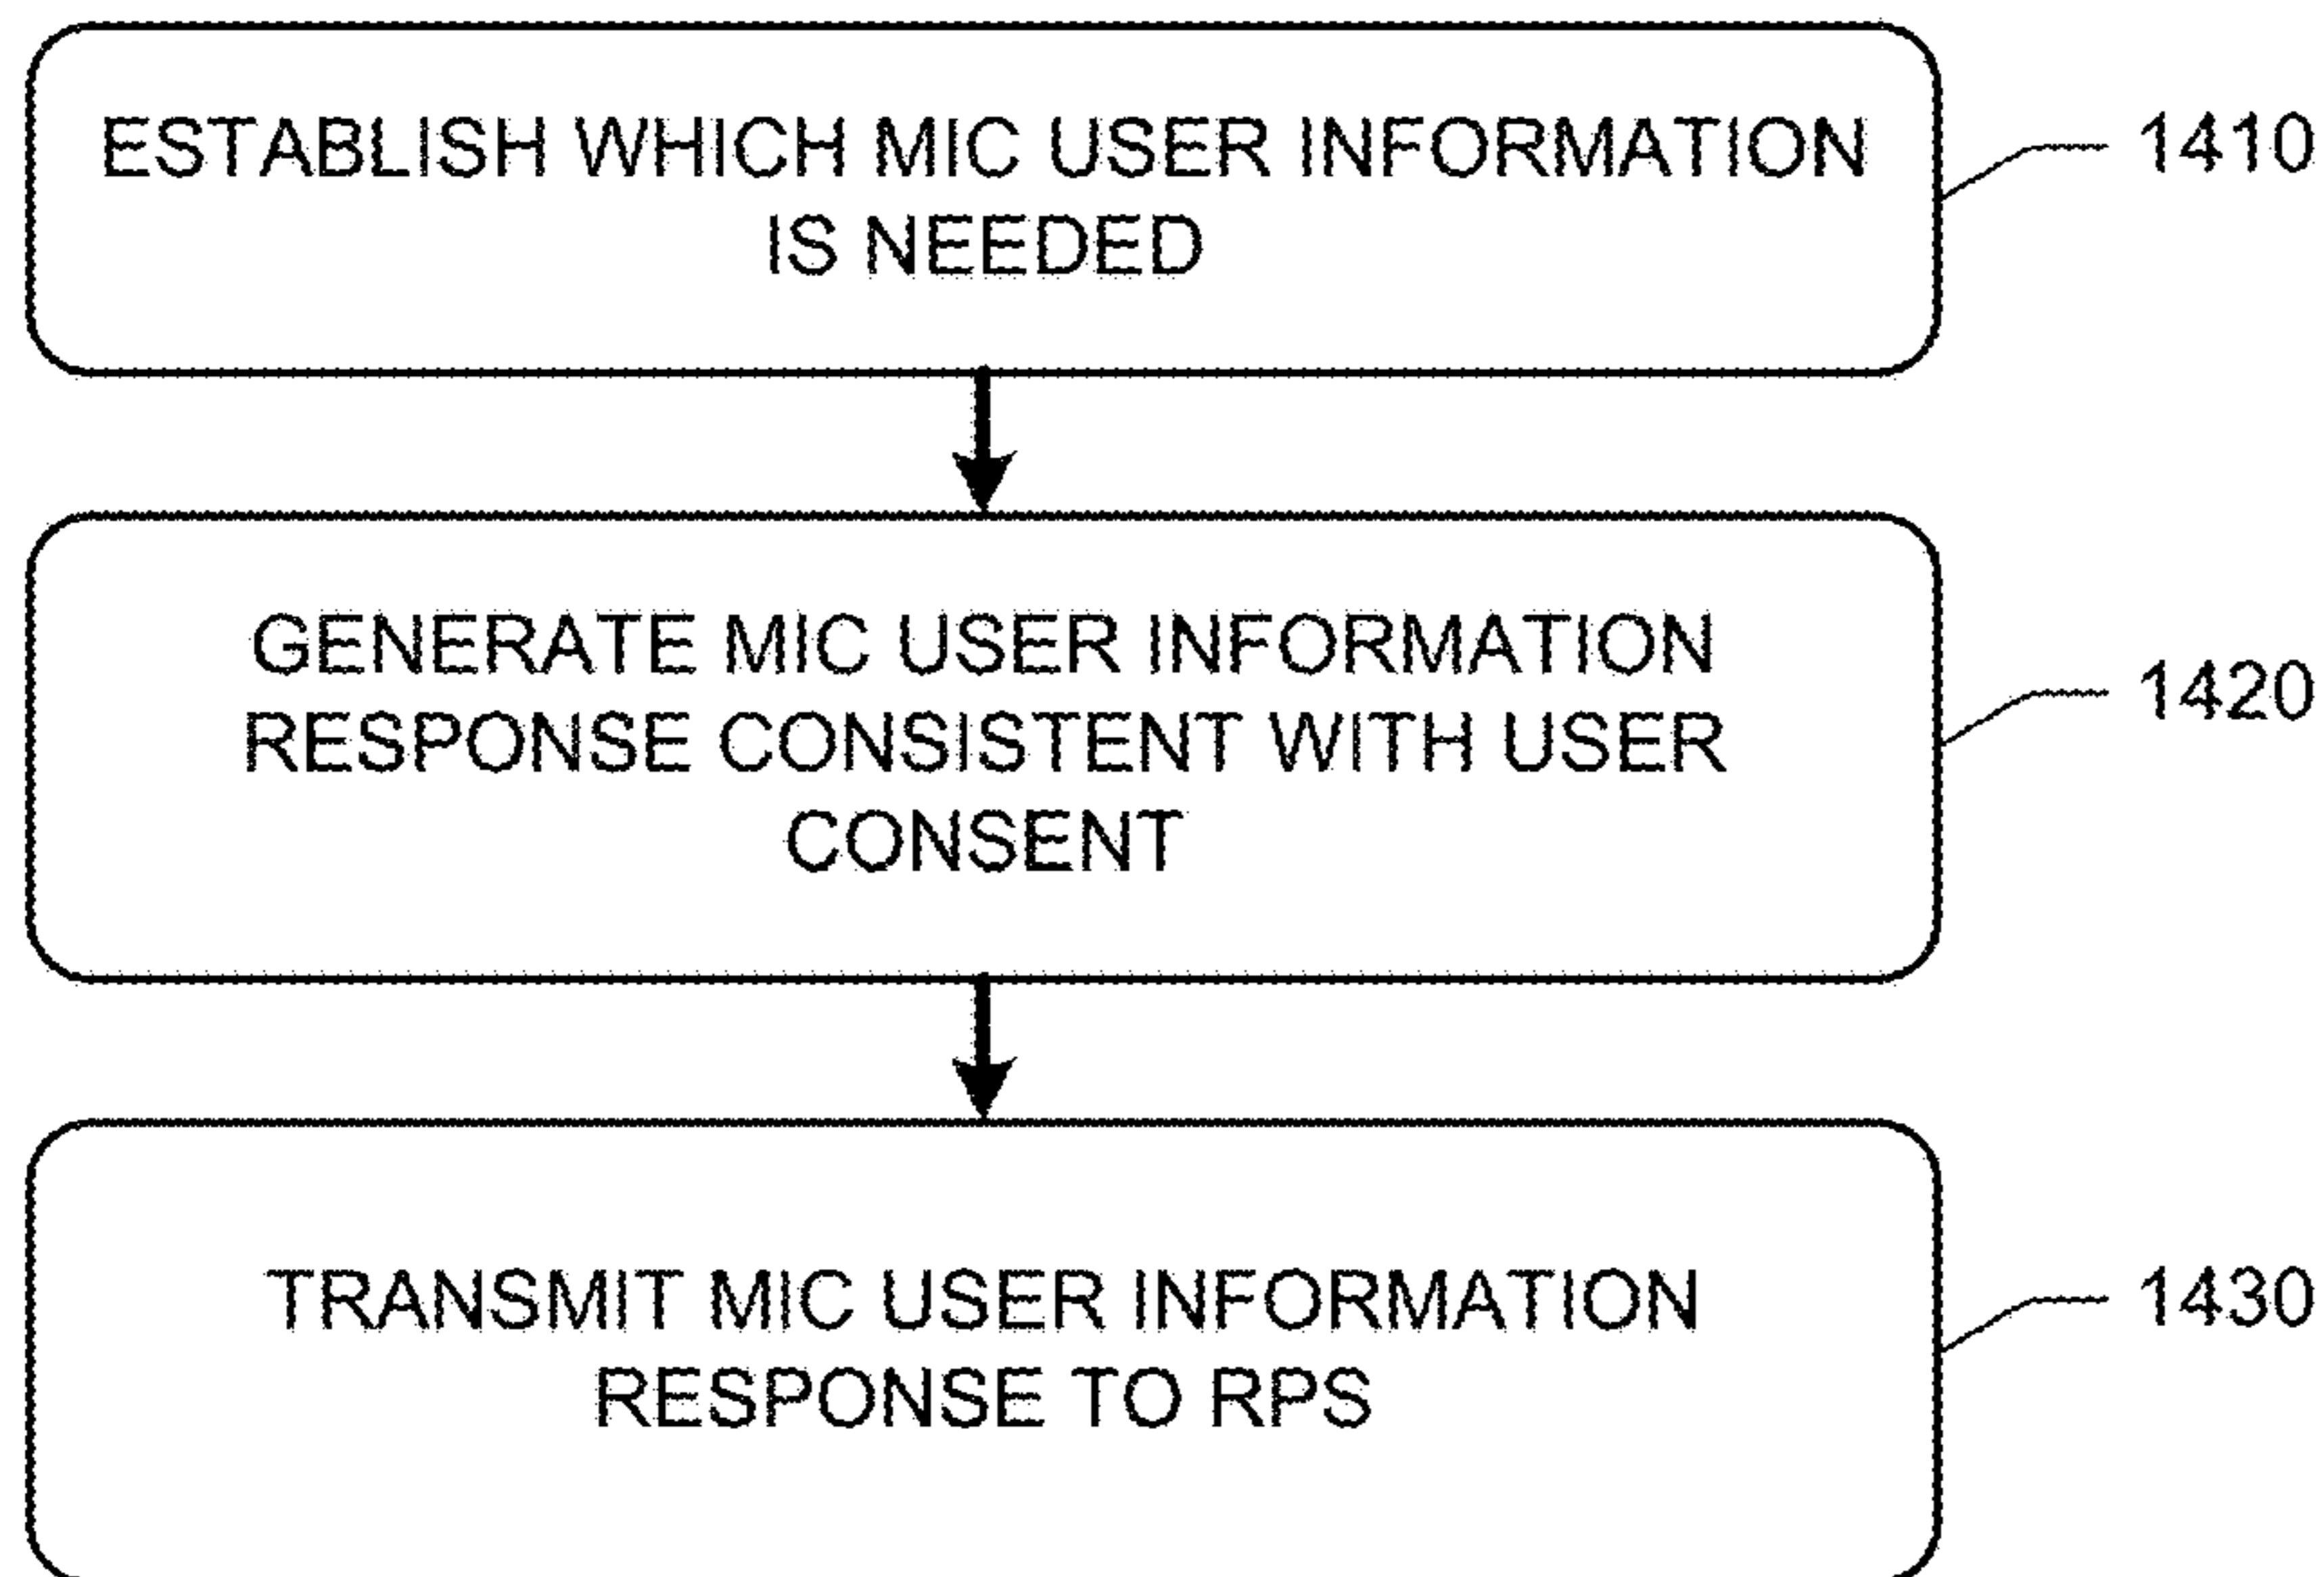 ESTABLISH WHICH MIC USER INFORMATION
IS NEEDED
1410
GENERATE MIC USER INFORMATION
RESPONSE CONSISTENT WITH USER
CONSENT
1420
TRANSMIT MIC USER INFORMATION
RESPONSE TO RPS
1430